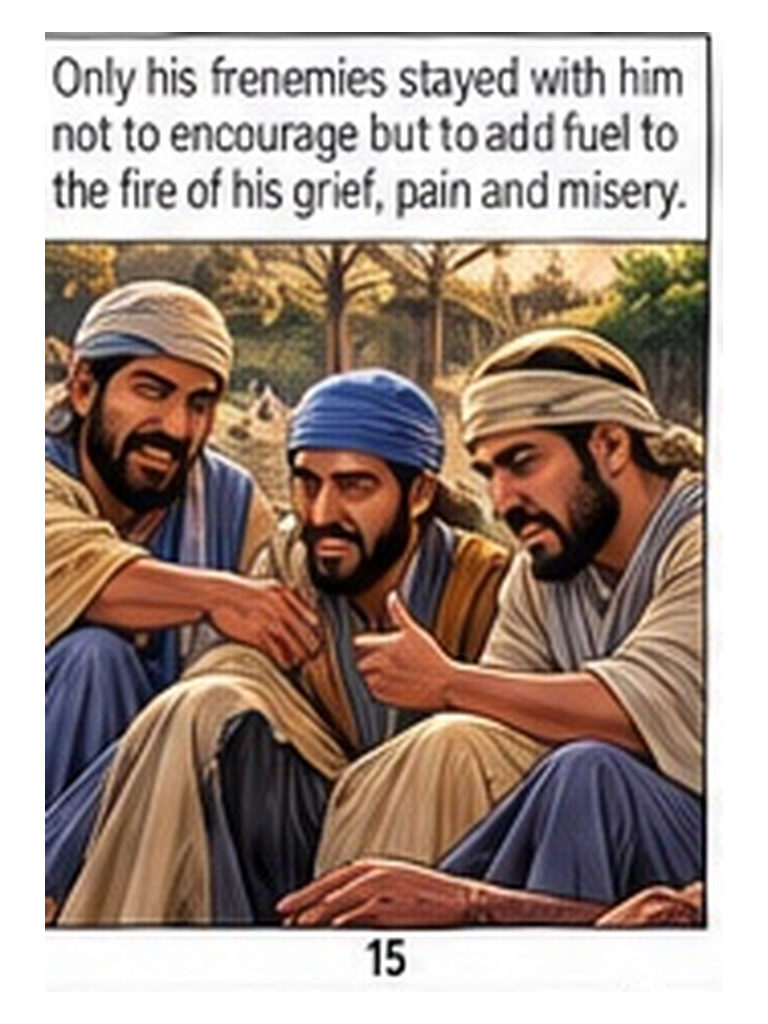 Only his frenemies stayed with him
not to encourage but to add fuel to
the fire of his grief, pain and misery.
15